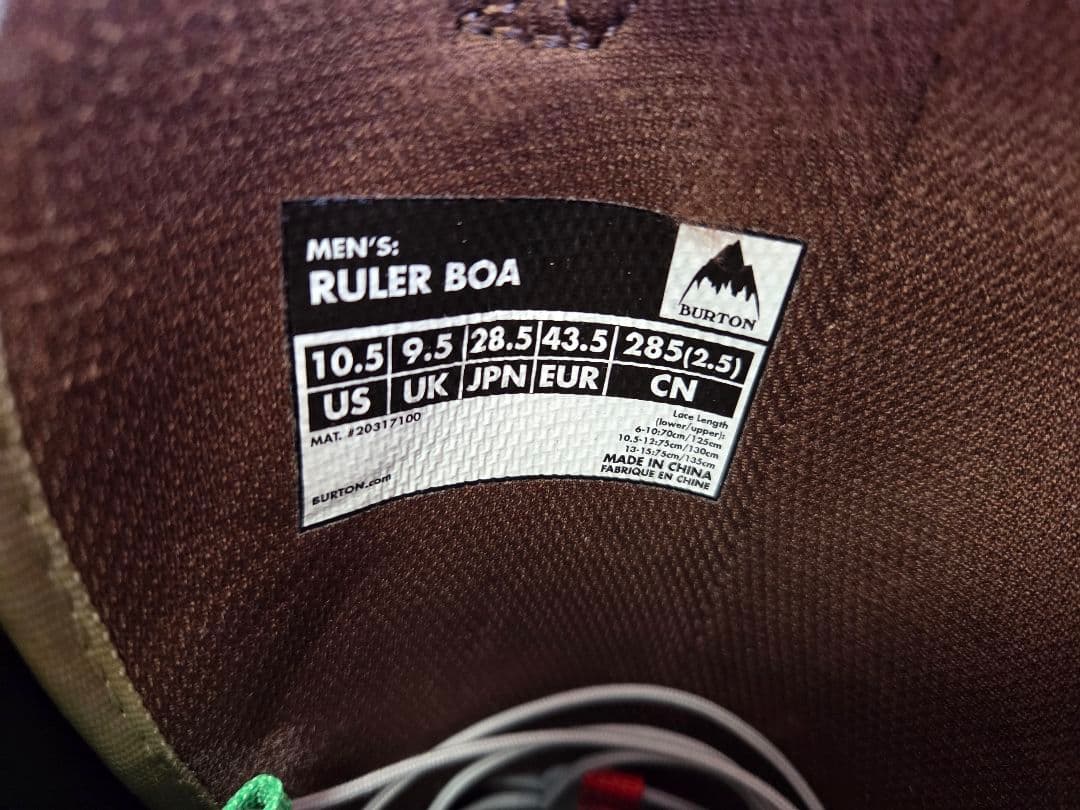 MEN'S:
RULER BOA
BURTON
10.5 9.5 28.5 43.5 285(2.5)
US UK JPN EUR CN
MAT. #20317100
Lace Length
(lower/upper):
6-10:70cm/125cm
10.5-12:75cm/130cm
13-15:75cm/135cm
MADE IN CHINA
FABRIQUE EN CHINE
BURTON.com